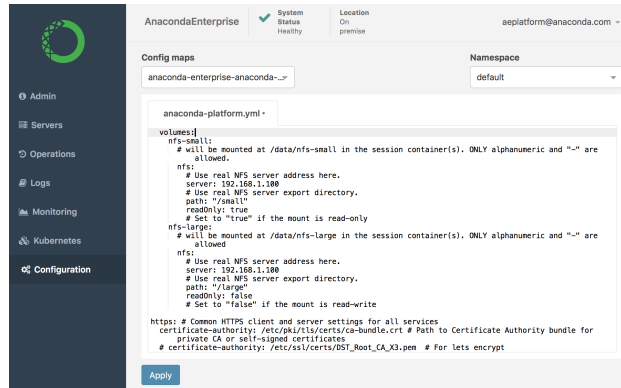 AnacondaEnterprise
System
Status
Healthy
Location
On
premise
aeplatform@anaconda.com
Config maps
Namespace
anaconda-enterprise-anaconda-...
default
Admin
Servers
Operations
Logs
Monitoring
Kubernetes
Configuration
anaconda-platform.yml •
volumes:
nfs-small:
# will be mounted at /data/nfs-small in the session container(s). ONLY alphanumeric and "-" are
allowed.
nfs:
# Use real NFS server address here.
server: 192.168.1.100
# Use real NFS server export directory.
path: "/small"
readOnly: true
# Set to "true" if the mount is read-only
nfs-large:
# will be mounted at /data/nfs-large in the session container(s). ONLY alphanumeric and "-" are
allowed
nfs:
# Use real NFS server address here.
server: 192.168.1.100
# Use real NFS server export directory.
path: "/large"
readOnly: false
# Set to "false" if the mount is read-write
https: # Common HTTPS client and server settings for all services
certificate-authority: /etc/pki/tls/certs/ca-bundle.crt # Path to Certificate Authority bundle for
private CA or self-signed certificates
# certificate-authority: /etc/ssl/certs/DST_Root_CA_X3.pem # For lets encrypt
Apply